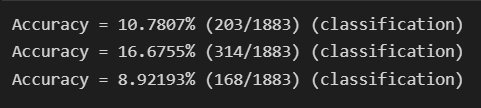 Accuracy = 10.7807% (203/1883) (classification)
Accuracy = 16.6755% (314/1883) (classification)
Accuracy = 8.92193% (168/1883) (classification)